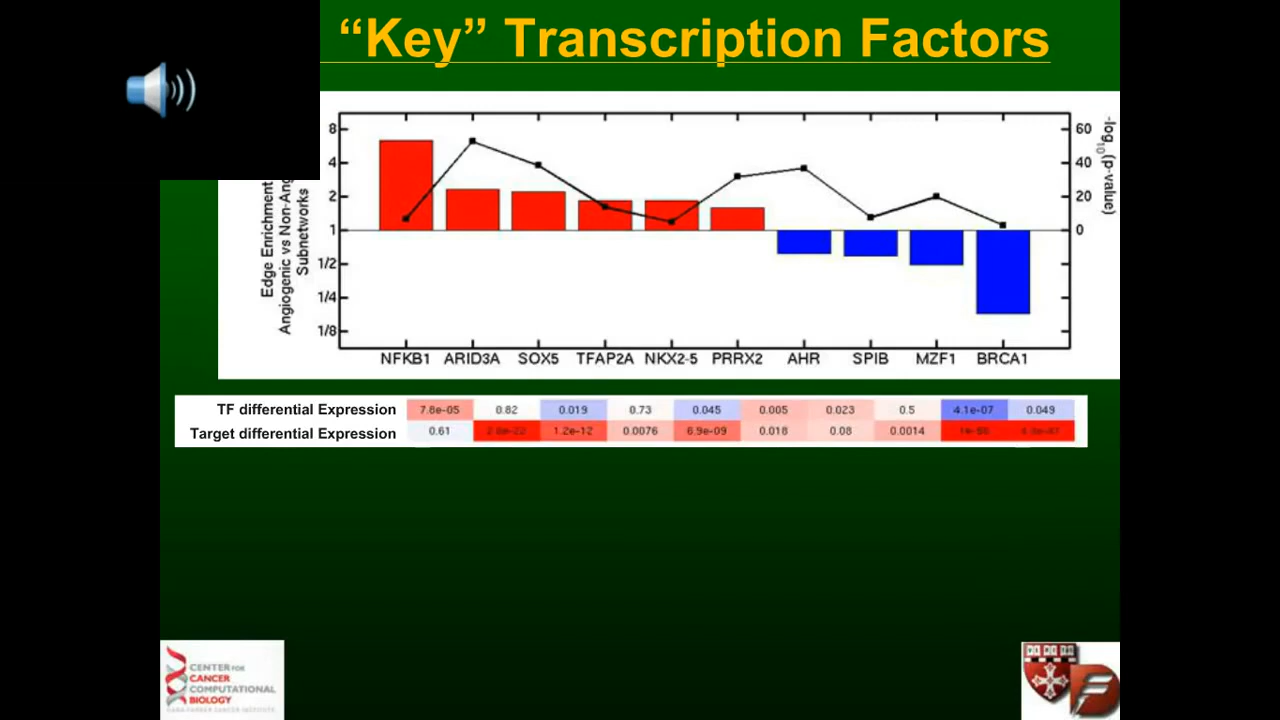 “Key” Transcription Factors
8
4
2
1
1/2
1/4
1/8
Edge Enrichment
Angiogenic vs Non-An
Subnetworks
60
40
20
0
-log10(p-value)
NFKB1 ARID3A SOX5 TFAP2A NKX2-5 PRRX2 AHR SPIB MZF1 BRCA1
TF differential Expression 7.8e-05 0.82 0.019 0.73 0.045 0.005 0.023 0.5 4.1e-07 0.049
Target differential Expression 0.61 1.2e-12 0.0076 6.9e-09 0.018 0.08 0.0014
CENTER FOR
CANCER
COMPUTATIONAL
BIOLOGY